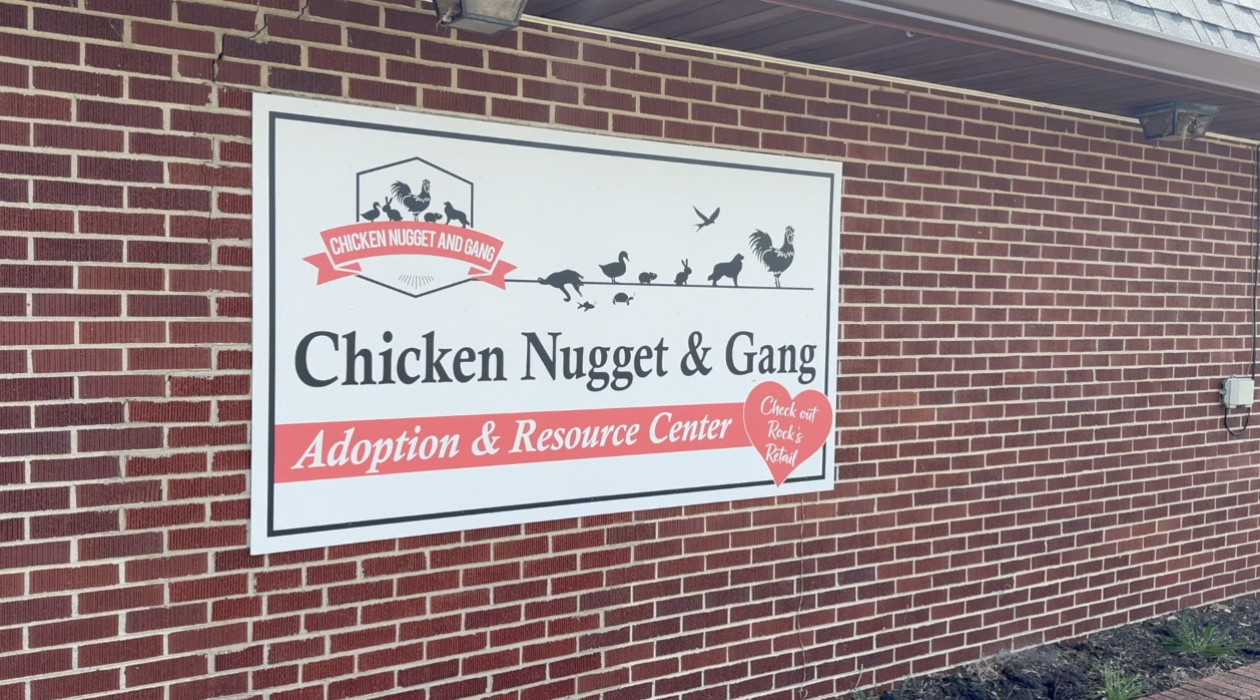 CHICKEN NUGGET AND GANG
Chicken Nugget & Gang
Adoption & Resource Center
Check out
Rock's
Retail